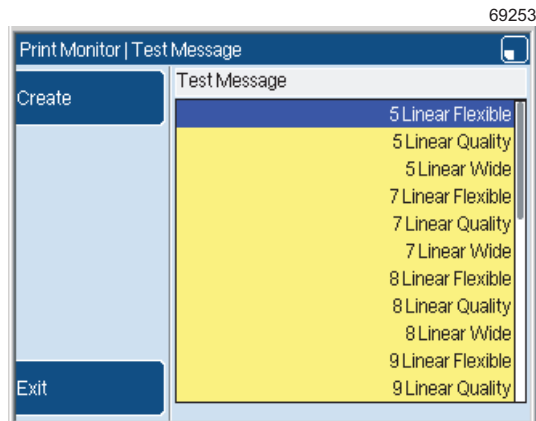 69253
Print Monitor | Test Message
Test Message
Create
5 Linear Flexible
5 Linear Quality
5 Linear Wide
7 Linear Flexible
7 Linear Quality
7 Linear Wide
8 Linear Flexible
8 Linear Quality
8 Linear Wide
9 Linear Flexible
9 Linear Quality
Exit